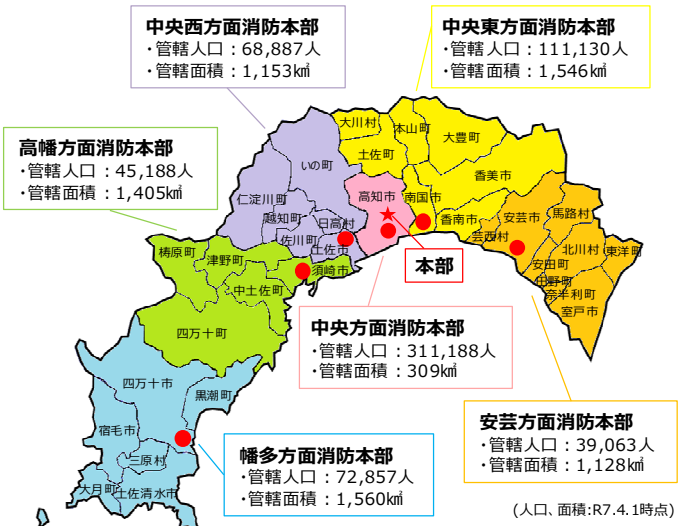 中央西方面消防本部
・管轄人口：68,887人
・管轄面積：1,153㎢
中央東方面消防本部
・管轄人口：111,130人
・管轄面積：1,546㎢
高幡方面消防本部
・管轄人口：45,188人
・管轄面積：1,405㎢
大川村
本山町
大豊町
土佐町
いの町
香美市
高知市
南国市
仁淀川町
越知町
日高村
佐川町
土佐市
香南市
芸西村
安芸市
馬路村
北川村
東洋町
安田町
田野町
奈半利町
室戸市
本部
梼原町
津野町
須崎市
中土佐町
四万十町
中央方面消防本部
・管轄人口：311,188人
・管轄面積：309㎢
四万十市
黒潮町
宿毛市
三原村
大月町
土佐清水市
幡多方面消防本部
・管轄人口：72,857人
・管轄面積：1,560㎢
安芸方面消防本部
・管轄人口：39,063人
・管轄面積：1,128㎢
(人口、面積:R7.4.1時点)